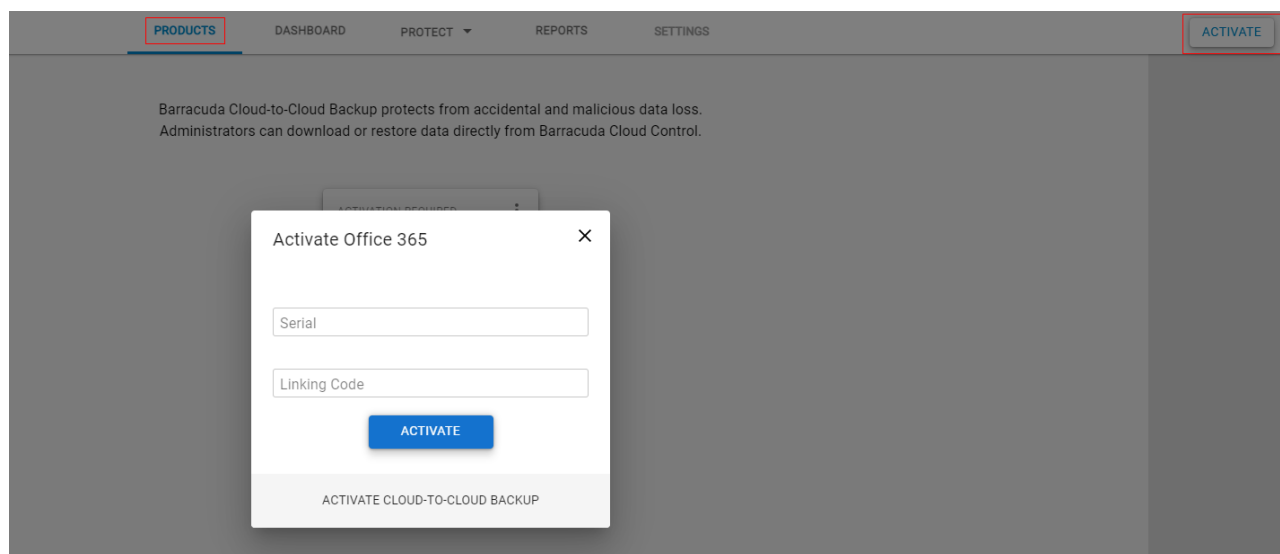 PRODUCTS DASHBOARD PROTECT REPORTS SETTINGS ACTIVATE
Barracuda Cloud-to-Cloud Backup protects from accidental and malicious data loss.
Administrators can download or restore data directly from Barracuda Cloud Control.
ACTIVATION REQUIRED
Activate Office 365
Serial
Linking Code
ACTIVATE
ACTIVATE CLOUD-TO-CLOUD BACKUP